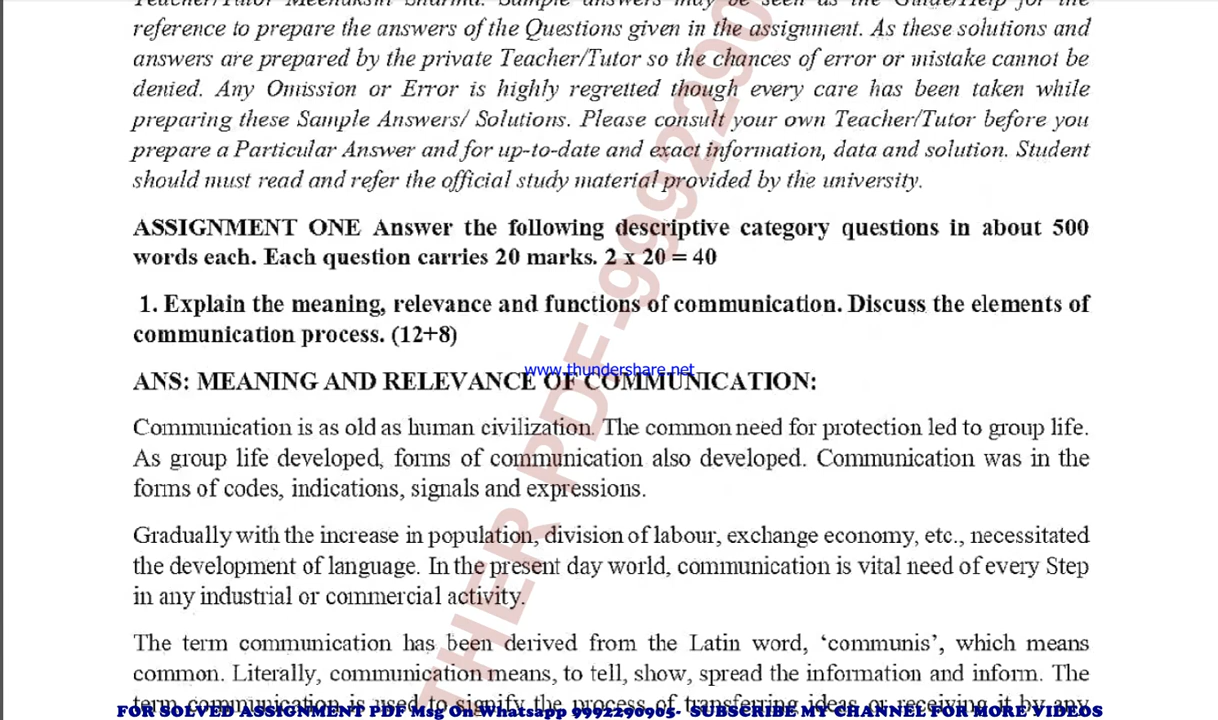 Teacher/Tutor Meenakshi Sharma. Sample answers may be seen as the Guide/Help for the
reference to prepare the answers of the Questions given in the assignment. As these solutions and
answers are prepared by the private Teacher/Tutor so the chances of error or mistake cannot be
denied. Any Omission or Error is highly regretted though every care has been taken while
preparing these Sample Answers/ Solutions. Please consult your own Teacher/Tutor before you
prepare a Particular Answer and for up-to-date and exact information, data and solution. Student
should must read and refer the official study material provided by the university.
ASSIGNMENT ONE Answer the following descriptive category questions in about 500
words each. Each question carries 20 marks. 2 x 20 = 40
1. Explain the meaning, relevance and functions of communication. Discuss the elements of
communication process. (12+8)
www.thundershare.net
ANS: MEANING AND RELEVANCE OF COMMUNICATION:
Communication is as old as human civilization. The common need for protection led to group life.
As group life developed, forms of communication also developed. Communication was in the
forms of codes, indications, signals and expressions.
Gradually with the increase in population, division of labour, exchange economy, etc., necessitated
the development of language. In the present day world, communication is vital need of every Step
in any industrial or commercial activity.
The term communication has been derived from the Latin word, ‘communis’, which means
common. Literally, communication means, to tell, show, spread the information and inform. The
term communication is used to signify the process of transferring ideas or receiving it by any
FOR SOLVED ASSIGNMENT PDF Msg On Whatsapp 9992290905- SUBSCRIBE MY CHANNEL FOR MORE VIDEOS
THER PDF-9992290